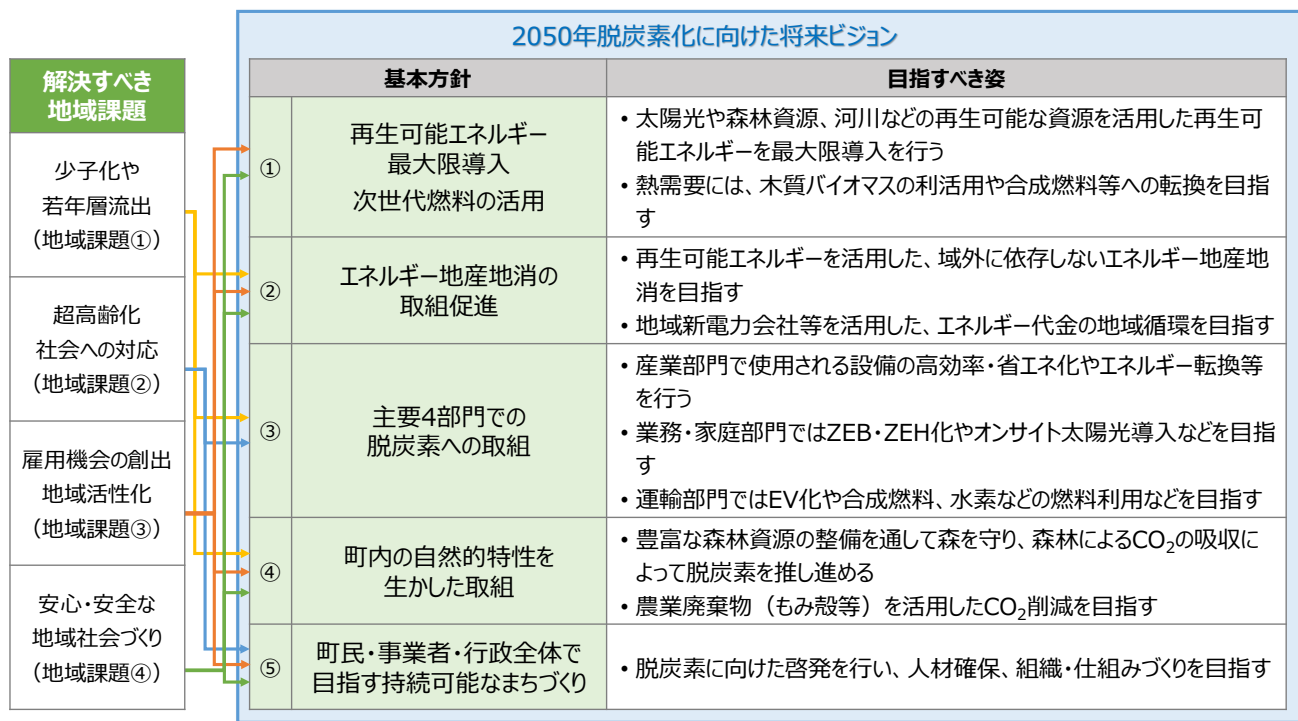 2050年脱炭素化に向けた将来ビジョン
解決すべき
地域課題
少子化や
若年層流出
（地域課題①）
超高齢化
社会への対応
（地域課題②）
雇用機会の創出
地域活性化
（地域課題③）
安心・安全な
地域社会づくり
（地域課題④）
基本方針
目指すべき姿
①
再生可能エネルギー
最大限導入
次世代燃料の活用
• 太陽光や森林資源、河川などの再生可能な資源を活用した再生可
能エネルギーを最大限導入を行う
• 熱需要には、木質バイオマスの利活用や合成燃料等への転換を目指
す
②
エネルギー地産地消の
取組促進
• 再生可能エネルギーを活用した、域外に依存しないエネルギー地産地
消を目指す
• 地域新電力会社等を活用した、エネルギー代金の地域循環を目指す
③
主要4部門での
脱炭素への取組
• 産業部門で使用される設備の高効率・省エネ化やエネルギー転換等
を行う
• 業務・家庭部門ではZEB・ZEH化やオンサイト太陽光導入などを目指
す
• 運輸部門ではEV化や合成燃料、水素などの燃料利用などを目指す
④
町内の自然的特性を
生かした取組
• 豊富な森林資源の整備を通して森を守り、森林によるCO₂の吸収に
よって脱炭素を推し進める
• 農業廃棄物（もみ殻等）を活用したCO₂削減を目指す
⑤
町民・事業者・行政全体で
目指す持続可能なまちづくり
• 脱炭素に向けた啓発を行い、人材確保、組織・仕組みづくりを目指す